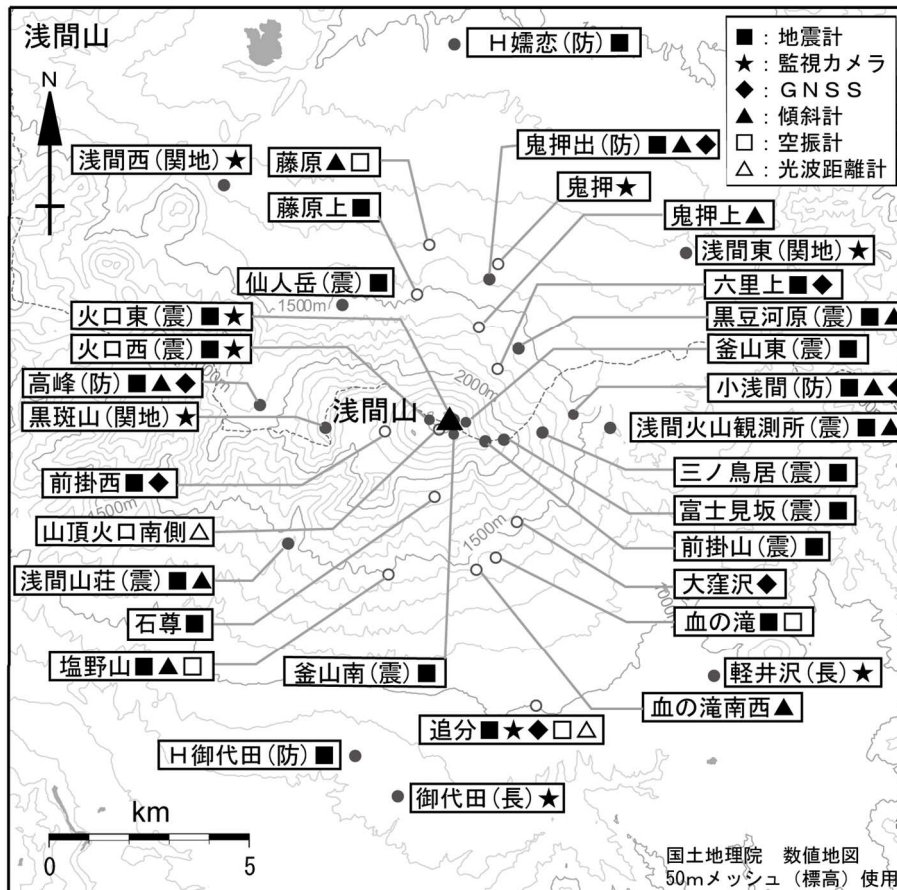 浅間山
N
■：地震計
★：監視カメラ
◆：ＧＮＳＳ
▲：傾斜計
□：空振計
△：光波距離計
Ｈ嬬恋(防)■
浅間西(関地)★
藤原▲□
藤原上■
鬼押出(防)■▲◆
鬼押★
鬼押上▲
浅間東(関地)★
仙人岳(震)■
1500m
六里上■◆
火口東(震)■★
黒豆河原(震)■▲
火口西(震)■★
釜山東(震)■
2000m
高峰(防)■▲◆
小浅間(防)■▲◆
黒斑山(関地)★
浅間山
浅間火山観測所(震)■▲
前掛西■◆
三ノ鳥居(震)■
1500m
富士見坂(震)■
山頂火口南側△
1500m
前掛山(震)■
浅間山荘(震)■▲
大窪沢◆
石尊■
血の滝■□
塩野山■▲□
釜山南(震)■
軽井沢(長)★
血の滝南西▲
追分■★◆□△
Ｈ御代田(防)■
御代田(長)★
km
0 5
国土地理院　数値地図
50mメッシュ（標高）使用